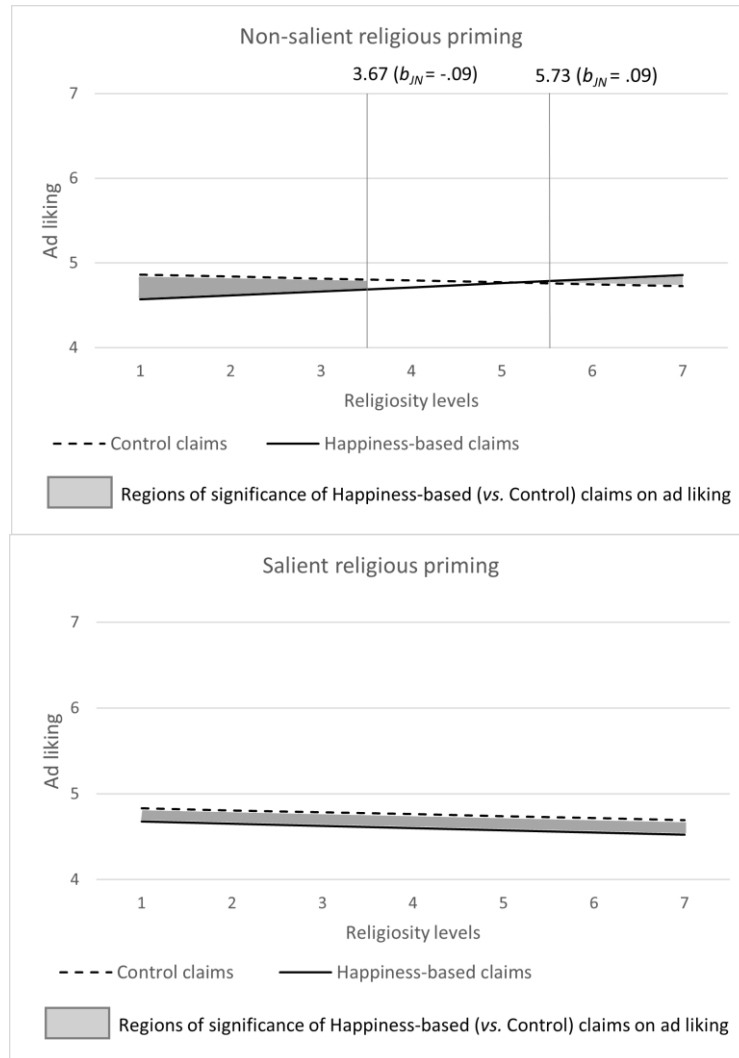 Non-salient religious priming
3.67 (bJN = -.09)
5.73 (bJN = .09)
7
6
5
4
Ad liking
1 2 3 4 5 6 7
Religiosity levels
Control claims
Happiness-based claims
Regions of significance of Happiness-based (vs. Control) claims on ad liking
Salient religious priming
7
6
5
4
Ad liking
1 2 3 4 5 6 7
Religiosity levels
Control claims
Happiness-based claims
Regions of significance of Happiness-based (vs. Control) claims on ad liking